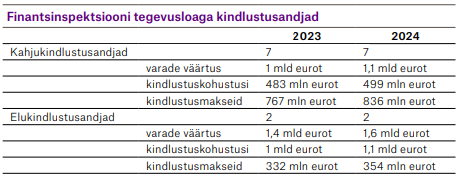 Finantsinspektsiooni tegevusloaga kindlustusandjad
2023 2024
Kahjukindlustusandjad 7 7
varade väärtus 1 mld eurot 1,1 mld eurot
kindlustuskohustusi 483 mln eurot 499 mln eurot
kindlustusmakseid 767 mln eurot 836 mln eurot
Elukindlustusandjad 2 2
varade väärtus 1,4 mld eurot 1,6 mld eurot
kindlustuskohustusi 1 mld eurot 1,1 mld eurot
kindlustusmakseid 332 mln eurot 354 mln eurot